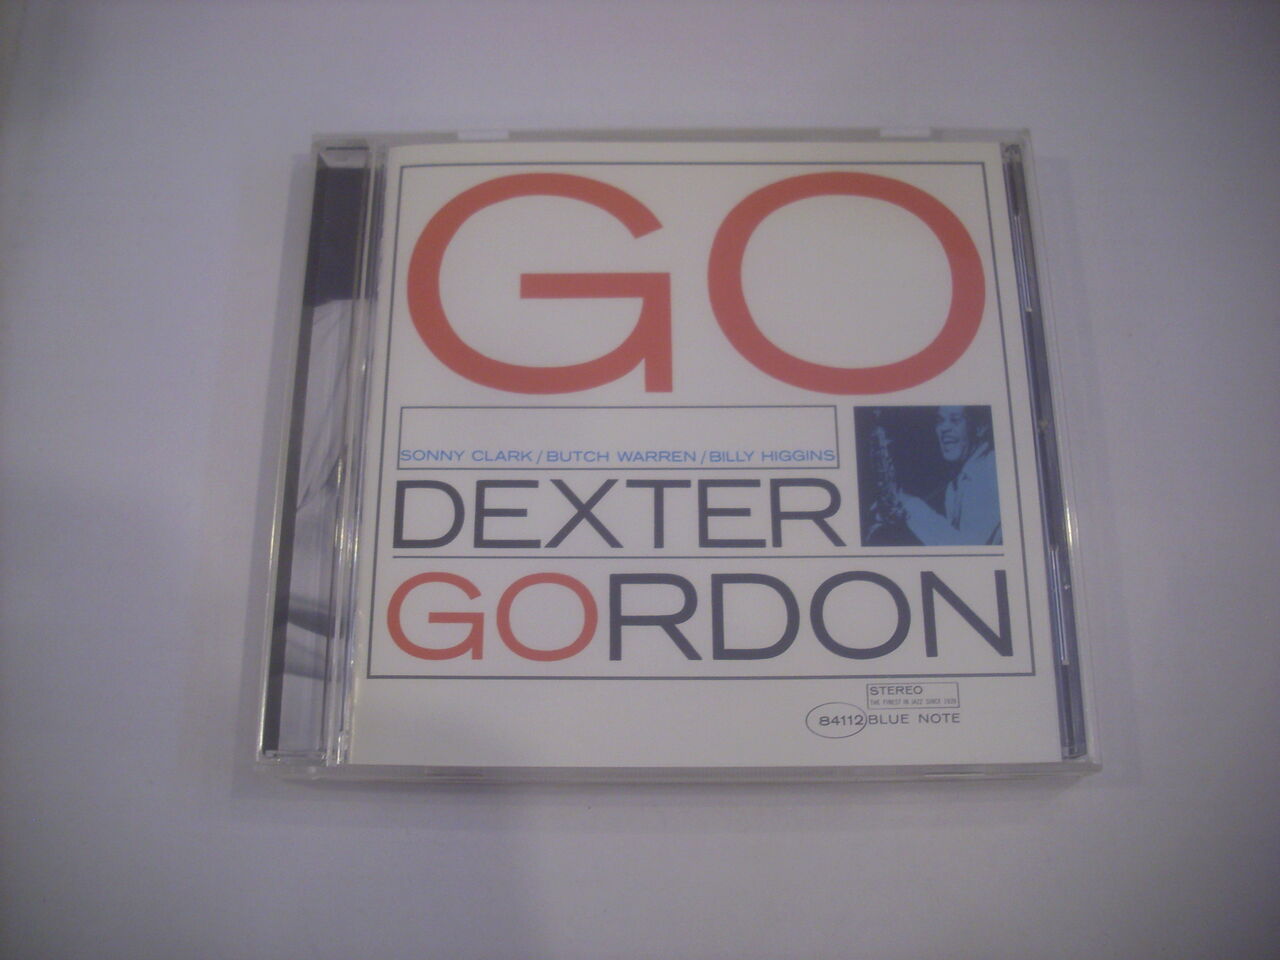 GO
SONNY CLARK/BUTCH WARREN/BILLY HIGGINS
DEXTER
GORDON
STEREO
THE FINEST IN JAZZ SINCE 1939
84112 BLUE NOTE